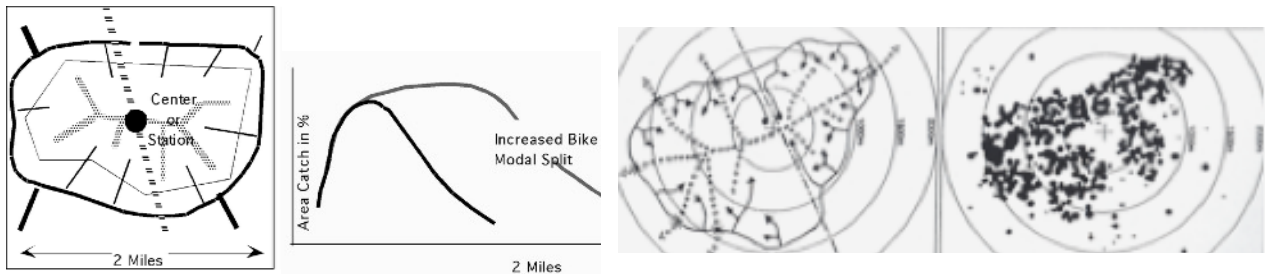 Center
or
Station
2 Miles
Area Catch in %
Increased Bike
Modal Split
2 Miles